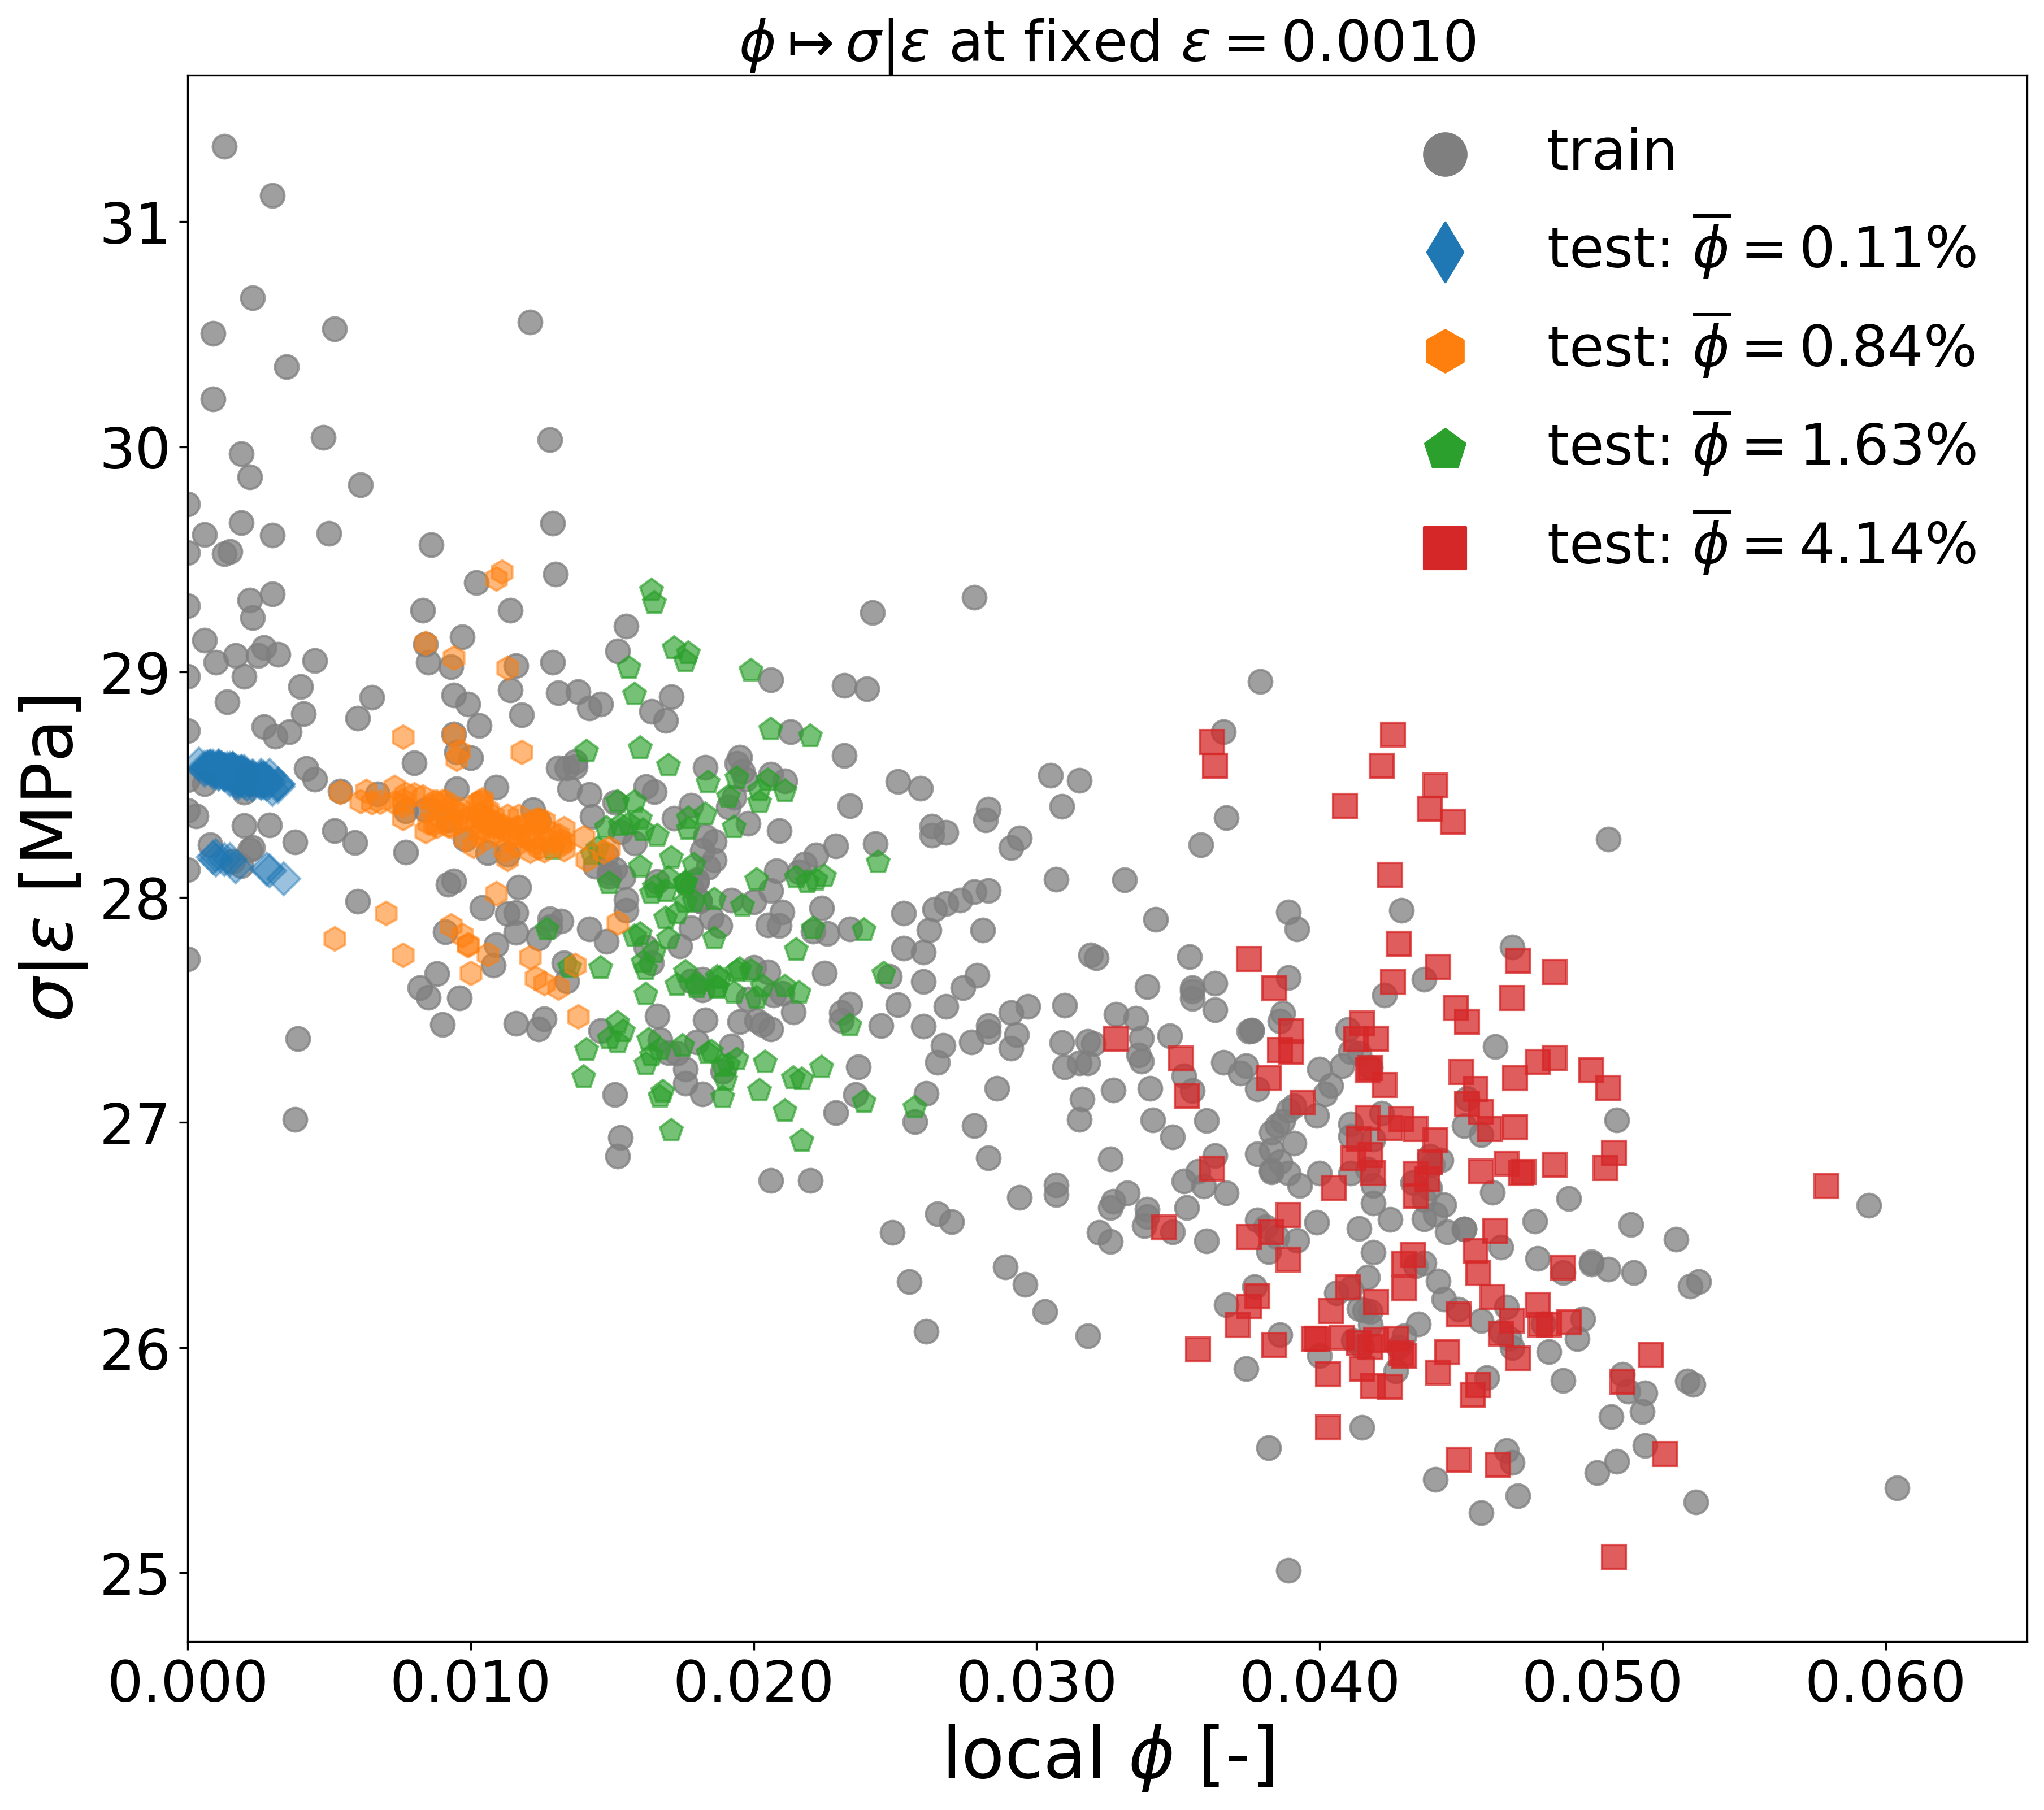 ϕ ↦ σ|ε at fixed ε = 0.0010
train
test: ϕ̅ = 0.11%
test: ϕ̅ = 0.84%
test: ϕ̅ = 1.63%
test: ϕ̅ = 4.14%
31
30
29
28
27
26
25
σ|ε [MPa]
0.000 0.010 0.020 0.030 0.040 0.050 0.060
local ϕ [-]